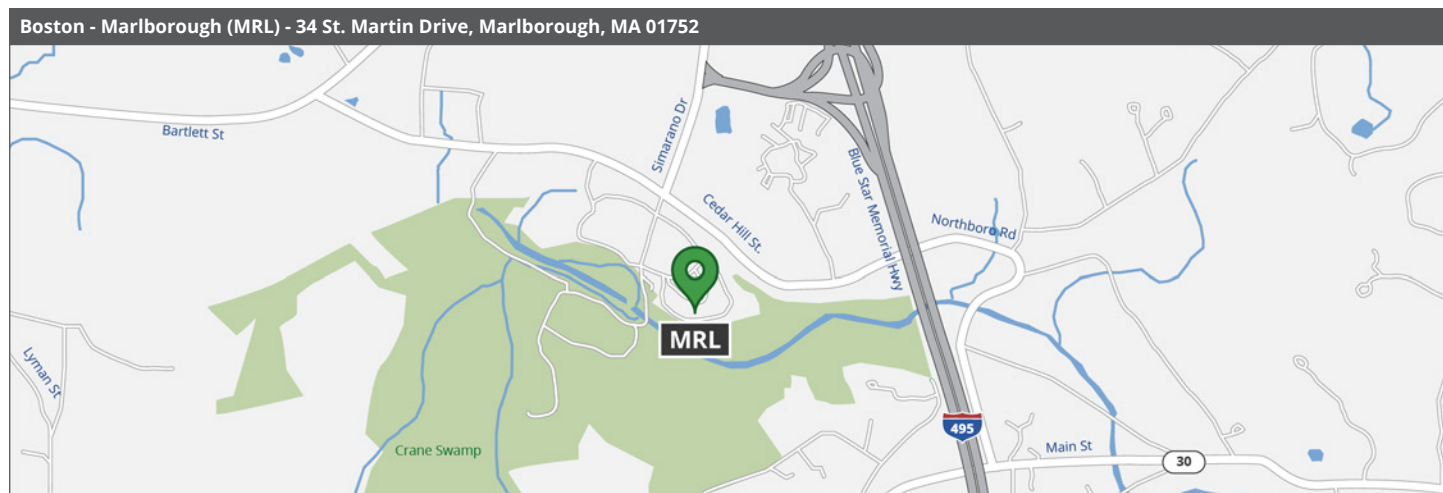 Boston - Marlborough (MRL) - 34 St. Martin Drive, Marlborough, MA 01752
Bartlett St
Simarano Dr
Cedar Hill St.
Blue Star Memorial Hwy
Northboro Rd
MRL
Lyman St
495
Crane Swamp
Main St
30